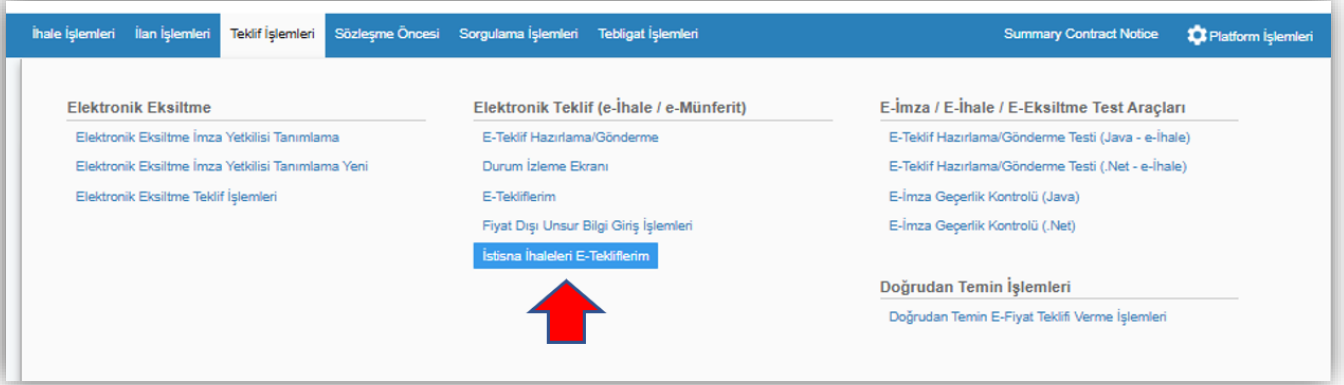 İhale İşlemleri İlan İşlemleri Teklif İşlemleri Sözleşme Öncesi Sorgulama İşlemleri Tebligat İşlemleri Summary Contract Notice Platform İşlemleri
Elektronik Eksiltme
Elektronik Eksiltme İmza Yetkilisi Tanımlama
Elektronik Eksiltme İmza Yetkilisi Tanımlama Yeni
Elektronik Eksiltme Teklif İşlemleri
Elektronik Teklif (e-İhale / e-Münferit)
E-Teklif Hazırlama/Gönderme
Durum İzleme Ekranı
E-Tekliflerim
Fiyat Dışı Unsur Bilgi Giriş İşlemleri
İstisna İhaleleri E-Tekliflerim
E-İmza / E-İhale / E-Eksiltme Test Araçları
E-Teklif Hazırlama/Gönderme Testi (Java - e-İhale)
E-Teklif Hazırlama/Gönderme Testi (.Net - e-İhale)
E-İmza Geçerlik Kontrolü (Java)
E-İmza Geçerlik Kontrolü (.Net)
Doğrudan Temin İşlemleri
Doğrudan Temin E-Fiyat Teklifi Verme İşlemleri